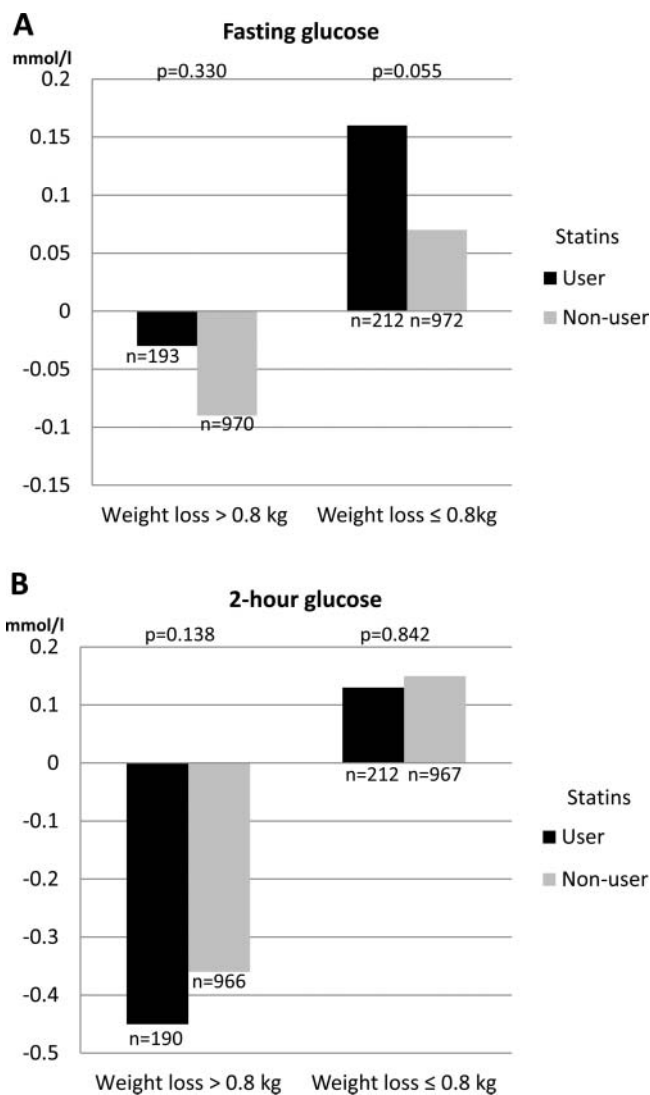 A
Fasting glucose
mmol/l
p=0.330 p=0.055
0.2
0.15
0.1
0.05
0
-0.05
-0.1
-0.15
n=212 n=972
n=193
n=970
Statins
User
Non-user
Weight loss > 0.8 kg Weight loss ≤ 0.8kg
B
2-hour glucose
mmol/l
p=0.138 p=0.842
0.2
0.1
0
-0.1
-0.2
-0.3
-0.4
-0.5
n=212 n=967
n=966
n=190
Statins
User
Non-user
Weight loss > 0.8 kg Weight loss ≤ 0.8 kg